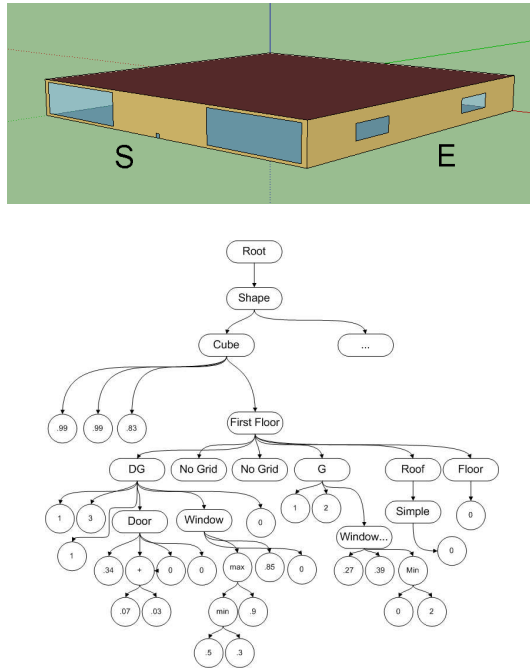 S
E
Root
Shape
Cube
...
.99
.99
.83
First Floor
DG
No Grid
No Grid
G
Roof
Floor
1
3
Door
Window
0
1
2
Simple
0
1
Window...
0
.34
+
0
0
max
.85
0
.27
.39
Min
.07
.03
min
.9
0
2
.5
.3